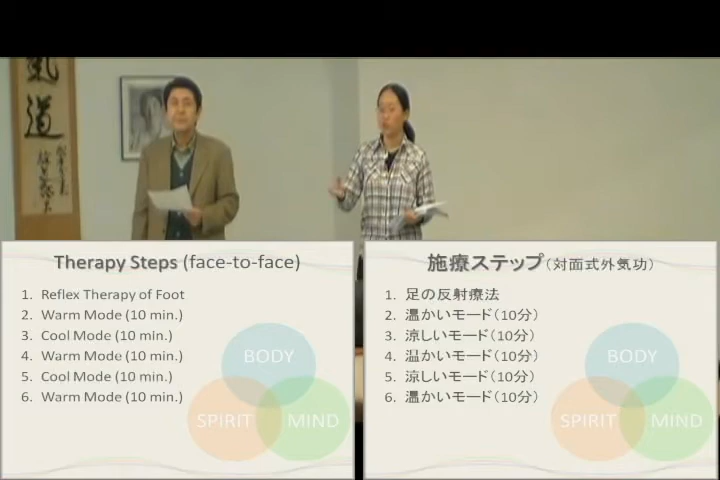 氣
道
Therapy Steps (face-to-face)
1. Reflex Therapy of Foot
2. Warm Mode (10 min.)
3. Cool Mode (10 min.)
4. Warm Mode (10 min.)
5. Cool Mode (10 min.)
6. Warm Mode (10 min.)
BODY
SPIRIT
MIND
施療ステップ(対面式外気功)
1. 足の反射療法
2. 温かいモード(10分)
3. 涼しいモード(10分)
4. 温かいモード(10分)
5. 涼しいモード(10分)
6. 温かいモード(10分)
BODY
SPIRIT
MIND